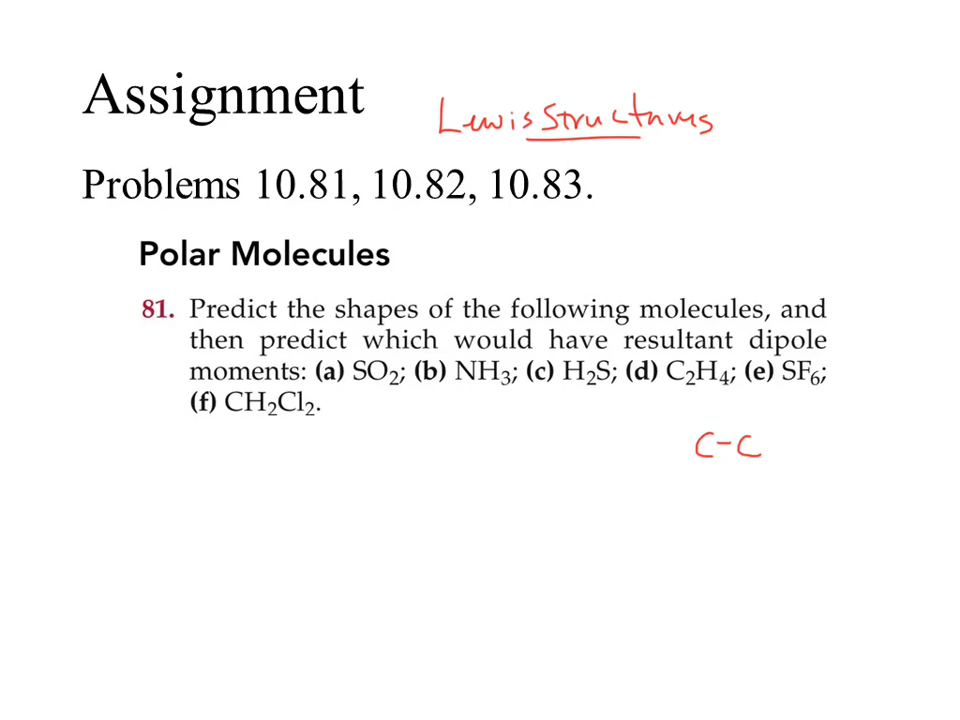 Assignment
Lewis Structures
Problems 10.81, 10.82, 10.83.
Polar Molecules
81. Predict the shapes of the following molecules, and
then predict which would have resultant dipole
moments: (a) SO₂; (b) NH₃; (c) H₂S; (d) C₂H₄; (e) SF₆;
(f) CH₂Cl₂.
C-C